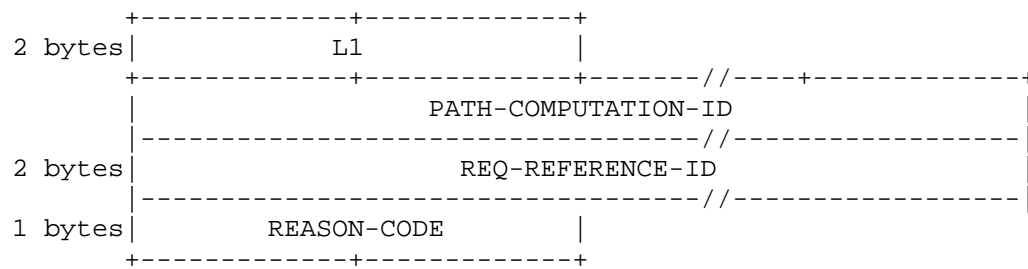 +-------------+-------------+
2 bytes|            L1             |
        +-------------+-------------+-------//----+-------------+
        |                  PATH-COMPUTATION-ID                  |
        |----------------------------------//------------------|
2 bytes|                    REQ-REFERENCE-ID                   |
        |----------------------------------//------------------|
1 bytes|        REASON-CODE        |
        +-------------+-------------+